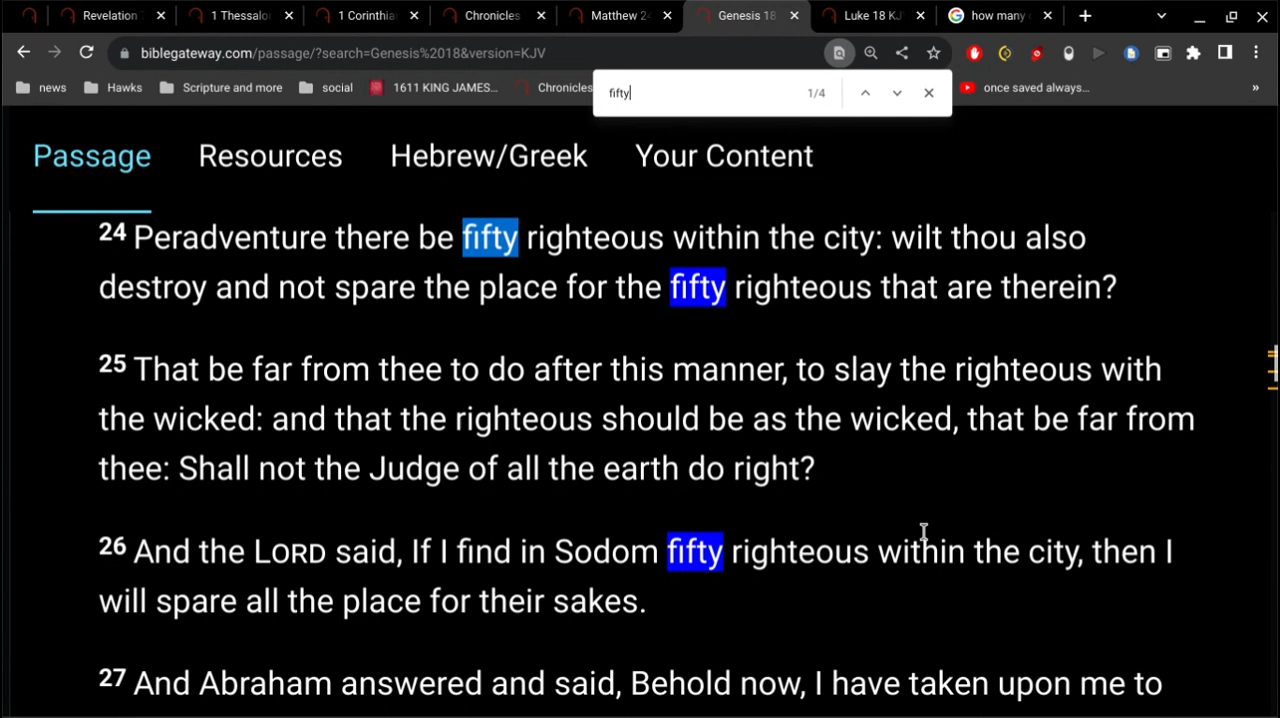 Revelation
1 Thessalo
1 Corinthia
Chronicles
Matthew 24
Genesis 18
Luke 18 KJ
how many
biblegateway.com/passage/?search=Genesis%2018&version=KJV
news
Hawks
Scripture and more
social
1611 KING JAMES...
Chronicles
once saved always...
»
fifty
1/4
Passage
Resources
Hebrew/Greek
Your Content
24 Peradventure there be fifty righteous within the city: wilt thou also
destroy and not spare the place for the fifty righteous that are therein?
25 That be far from thee to do after this manner, to slay the righteous with
the wicked: and that the righteous should be as the wicked, that be far from
thee: Shall not the Judge of all the earth do right?
26 And the LORD said, If I find in Sodom fifty righteous within the city, then I
will spare all the place for their sakes.
27 And Abraham answered and said, Behold now, I have taken upon me to